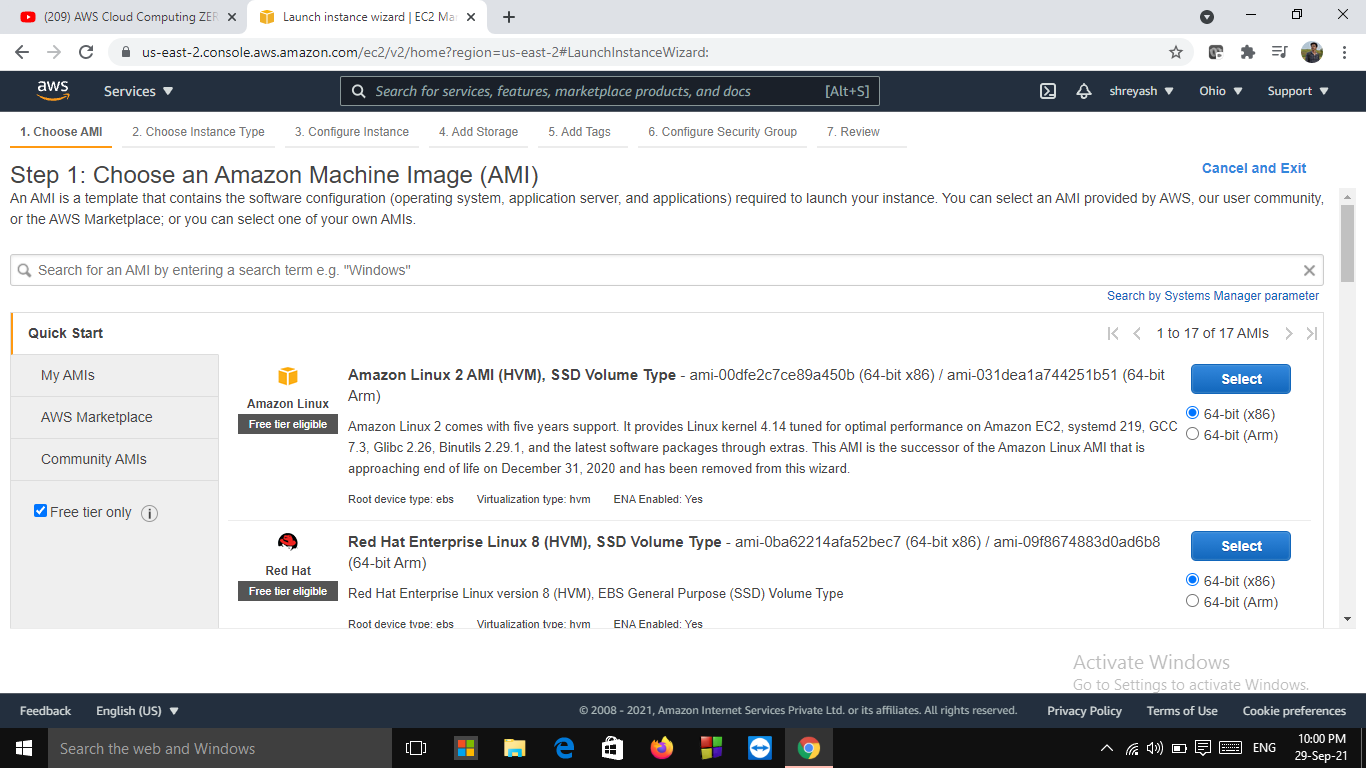 (209) AWS Cloud Computing ZER
Launch instance wizard | EC2 Ma
us-east-2.console.aws.amazon.com/ec2/v2/home?region=us-east-2#LaunchInstanceWizard:
aws Services Search for services, features, marketplace products, and docs [Alt+S] shreyash Ohio Support
1. Choose AMI 2. Choose Instance Type 3. Configure Instance 4. Add Storage 5. Add Tags 6. Configure Security Group 7. Review
Step 1: Choose an Amazon Machine Image (AMI)
Cancel and Exit
An AMI is a template that contains the software configuration (operating system, application server, and applications) required to launch your instance. You can select an AMI provided by AWS, our user community,
or the AWS Marketplace; or you can select one of your own AMIs.
Search for an AMI by entering a search term e.g. "Windows"
Search by Systems Manager parameter
Quick Start
My AMIs
AWS Marketplace
Community AMIs
Free tier only
1 to 17 of 17 AMIs
Amazon Linux
Free tier eligible
Amazon Linux 2 AMI (HVM), SSD Volume Type - ami-00dfe2c7ce89a450b (64-bit x86) / ami-031dea1a744251b51 (64-bit
Arm)
Amazon Linux 2 comes with five years support. It provides Linux kernel 4.14 tuned for optimal performance on Amazon EC2, systemd 219, GCC
7.3, Glibc 2.26, Binutils 2.29.1, and the latest software packages through extras. This AMI is the successor of the Amazon Linux AMI that is
approaching end of life on December 31, 2020 and has been removed from this wizard.
Root device type: ebs Virtualization type: hvm ENA Enabled: Yes
Select
64-bit (x86)
64-bit (Arm)
Red Hat
Free tier eligible
Red Hat Enterprise Linux 8 (HVM), SSD Volume Type - ami-0ba62214afa52bec7 (64-bit x86) / ami-09f8674883d0ad6b8
(64-bit Arm)
Red Hat Enterprise Linux version 8 (HVM), EBS General Purpose (SSD) Volume Type
Root device type: ebs Virtualization type: hvm ENA Enabled: Yes
Select
64-bit (x86)
64-bit (Arm)
Activate Windows
Go to Settings to activate Windows.
Feedback English (US) © 2008 - 2021, Amazon Internet Services Private Ltd. or its affiliates. All rights reserved. Privacy Policy Terms of Use Cookie preferences
Search the web and Windows
ENG
10:00 PM
29-Sep-21